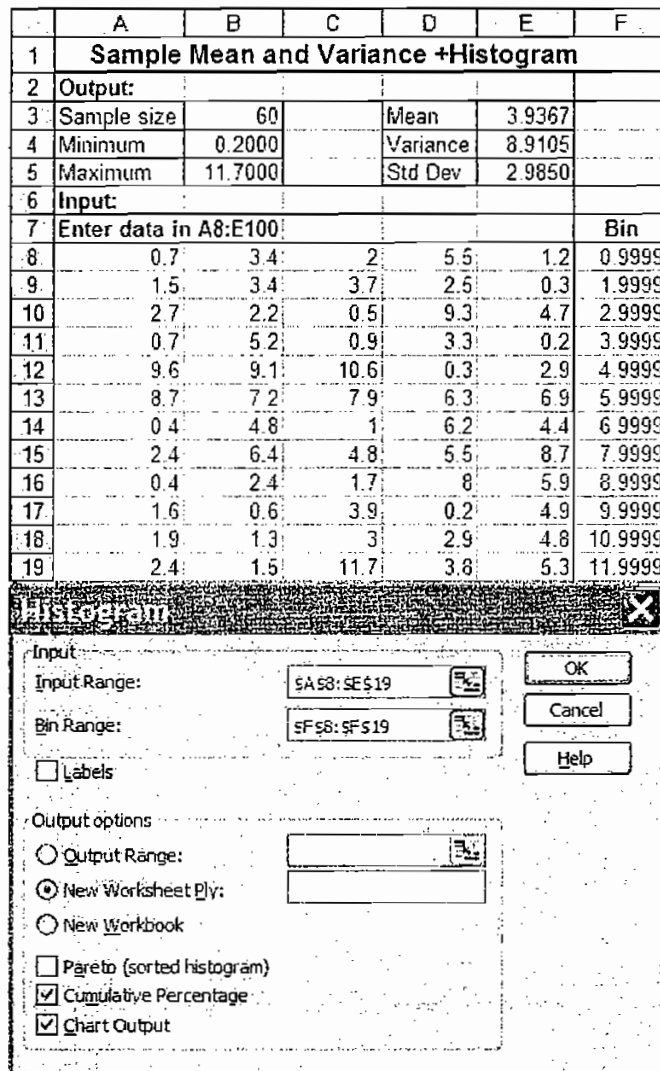 A B C D E F
1 Sample Mean and Variance +Histogram
2 Output:
3 Sample size 60 Mean 3.9367
4 Minimum 0.2000 Variance 8.9105
5 Maximum 11.7000 Std Dev 2.9850
6 Input:
7 Enter data in A8:E100 Bin
8 0.7 3.4 2 5.5 1.2 0.9999
9 1.5 3.4 3.7 2.5 0.3 1.9999
10 2.7 2.2 0.5 9.3 4.7 2.9999
11 0.7 5.2 0.9 3.3 0.2 3.9999
12 9.6 9.1 10.6 0.3 2.9 4.9999
13 8.7 7.2 7.9 6.3 6.9 5.9999
14 0.4 4.8 1 6.2 4.4 6.9999
15 2.4 6.4 4.8 5.5 8.7 7.9999
16 0.4 2.4 1.7 8 5.9 8.9999
17 1.6 0.6 3.9 0.2 4.9 9.9999
18 1.9 1.3 3 2.9 4.8 10.9999
19 2.4 1.5 11.7 3.8 5.3 11.9999
Histogram
Input
Input Range: $A$8:$E$19 OK
Bin Range: $F$8:$F$19 Cancel
Labels Help
Output options
Output Range:
New Worksheet Ply:
New Workbook
Pareto (sorted histogram)
Cumulative Percentage
Chart Output